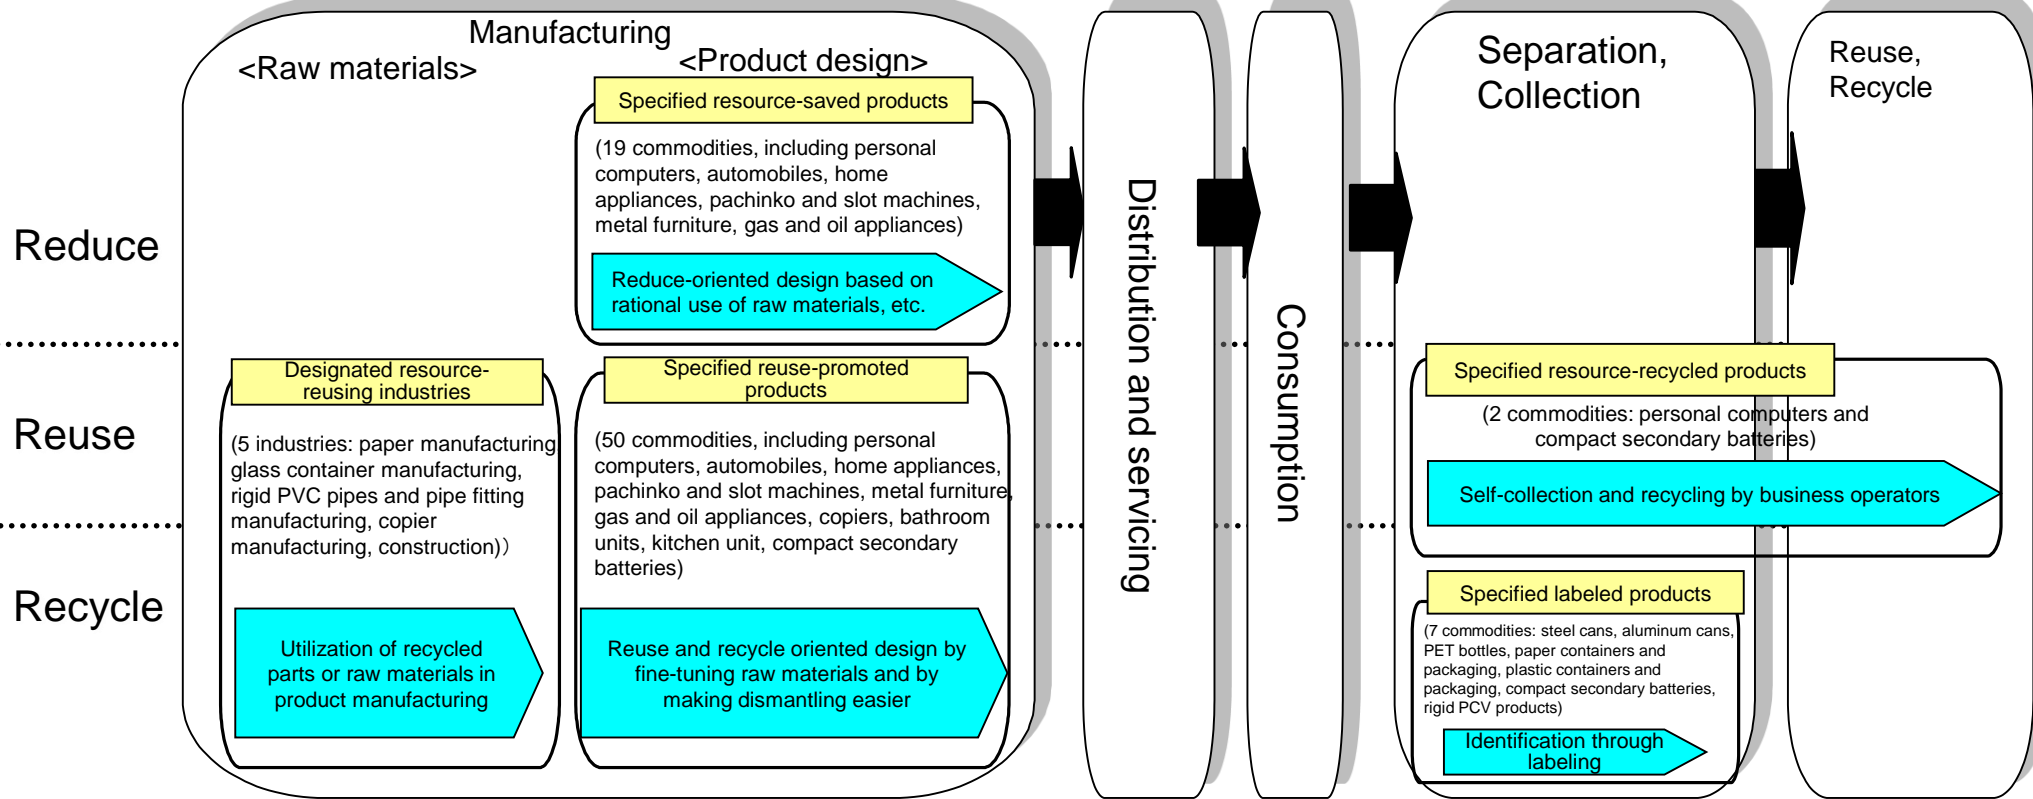 Manufacturing
<Raw materials>
<Product design>
Specified resource-saved products
(19 commodities, including personal
computers, automobiles, home
appliances, pachinko and slot machines,
metal furniture, gas and oil appliances)
Reduce-oriented design based on
rational use of raw materials, etc.
Reduce
Reuse
Recycle
Designated resource-
reusing industries
(5 industries: paper manufacturing
glass container manufacturing,
rigid PVC pipes and pipe fitting
manufacturing, copier
manufacturing, construction)）
Utilization of recycled
parts or raw materials in
product manufacturing
Specified reuse-promoted
products
(50 commodities, including personal
computers, automobiles, home appliances,
pachinko and slot machines, metal furniture,
gas and oil appliances, copiers, bathroom
units, kitchen unit, compact secondary
batteries)
Reuse and recycle oriented design by
fine-tuning raw materials and by
making dismantling easier
Distribution and servicing
Consumption
Separation,
Collection
Reuse,
Recycle
Specified resource-recycled products
(2 commodities: personal computers and
compact secondary batteries)
Self-collection and recycling by business operators
Specified labeled products
(7 commodities: steel cans, aluminum cans,
PET bottles, paper containers and
packaging, plastic containers and
packaging, compact secondary batteries,
rigid PCV products)
Identification through
labeling